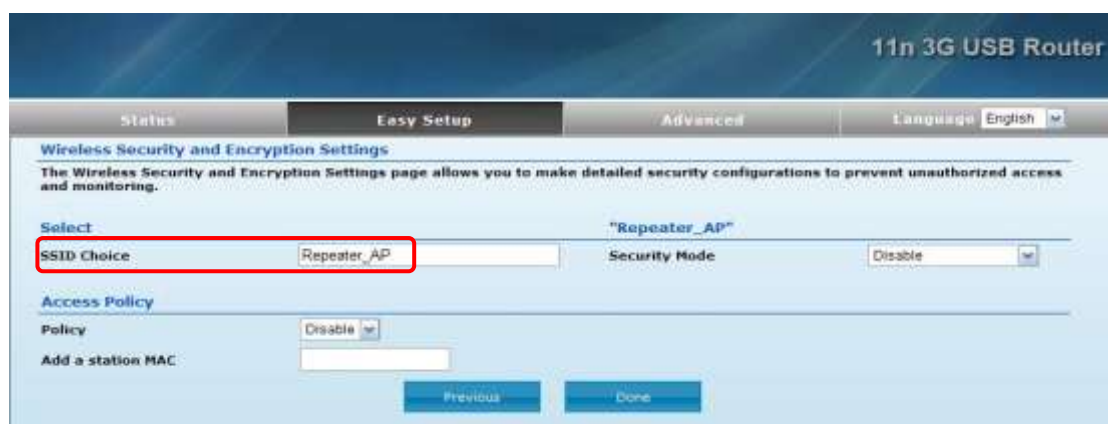 11n 3G USB Router
Status Easy Setup Advanced Language English
Wireless Security and Encryption Settings
The Wireless Security and Encryption Settings page allows you to make detailed security configurations to prevent unauthorized access
and monitoring.
Select "Repeater_AP"
SSID Choice Repeater_AP Security Mode Disable
Access Policy
Policy Disable
Add a station MAC
Previous Done